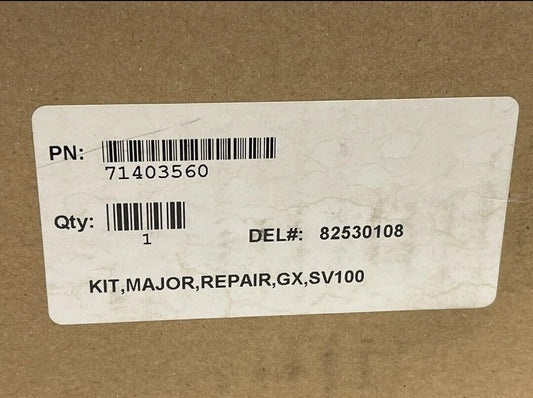 PN:
71403560
Qty:
1
DEL#: 82530108
KIT,MAJOR,REPAIR,GX,SV100